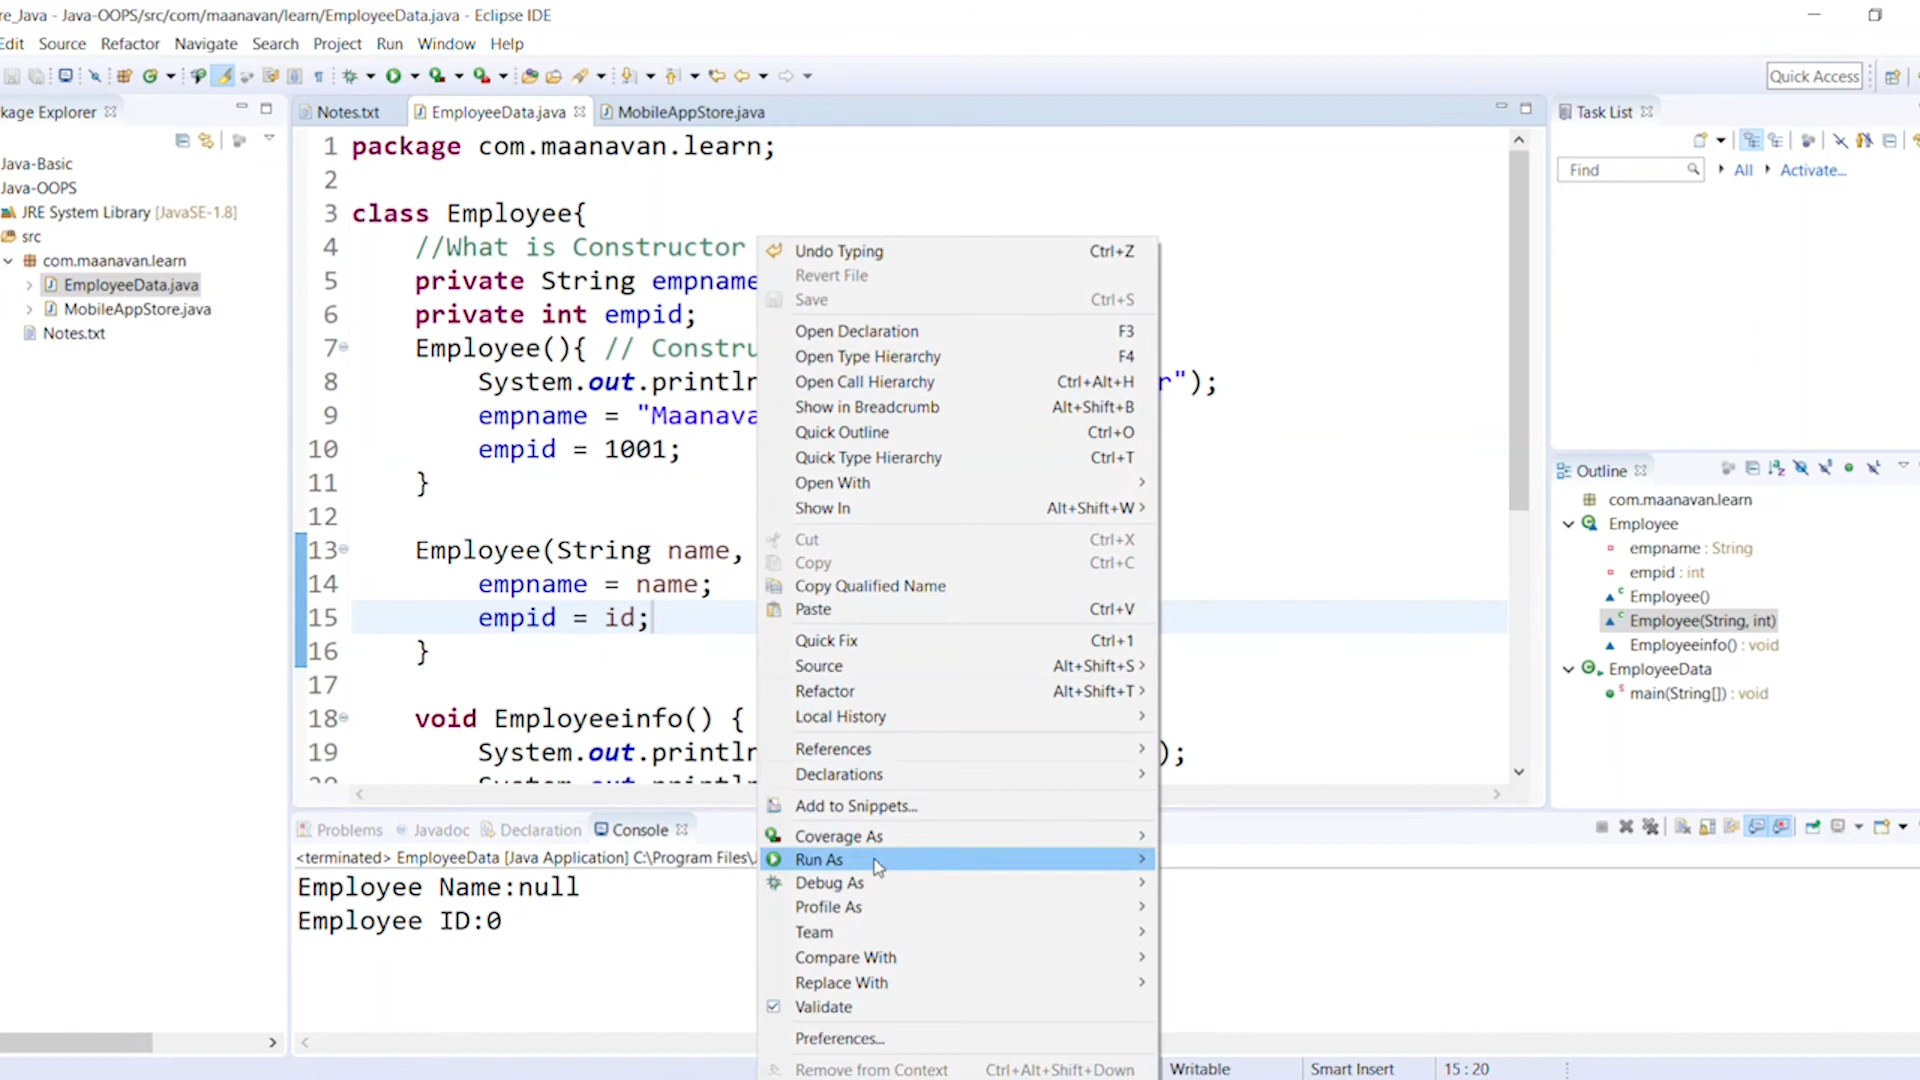 re_Java - Java-OOPS/src/com/maanavan/learn/EmployeeData.java - Eclipse IDE
Edit Source Refactor Navigate Search Project Run Window Help
Quick Access
kage Explorer
Java-Basic
Java-OOPS
JRE System Library [JavaSE-1.8]
src
com.maanavan.learn
EmployeeData.java
MobileAppStore.java
Notes.txt
Notes.txt EmployeeData.java MobileAppStore.java
1 package com.maanavan.learn;
2
3 class Employee{
4 //What is Constructor
5 private String empname
6 private int empid;
7 Employee(){ // Constru
8 System.out.println r");
9 empname = "Maanava
10 empid = 1001;
11 }
12
13 Employee(String name,
14 empname = name;
15 empid = id;
16 }
17
18 void Employeeinfo() {
19 System.out.println );
20 System.out.println
Undo Typing Ctrl+Z
Revert File
Save Ctrl+S
Open Declaration F3
Open Type Hierarchy F4
Open Call Hierarchy Ctrl+Alt+H
Show in Breadcrumb Alt+Shift+B
Quick Outline Ctrl+O
Quick Type Hierarchy Ctrl+T
Open With
Show In Alt+Shift+W
Cut Ctrl+X
Copy Ctrl+C
Copy Qualified Name
Paste Ctrl+V
Quick Fix Ctrl+1
Source Alt+Shift+S
Refactor Alt+Shift+T
Local History
References
Declarations
Add to Snippets...
Coverage As
Run As
Debug As
Profile As
Team
Compare With
Replace With
Validate
Preferences...
Remove from Context Ctrl+Alt+Shift+Down
Task List
Find All Activate...
Outline
com.maanavan.learn
Employee
empname : String
empid : int
Employee()
Employee(String, int)
Employeeinfo() : void
EmployeeData
main(String[]) : void
Problems Javadoc Declaration Console
<terminated> EmployeeData [Java Application] C:\Program Files\
Employee Name:null
Employee ID:0
Writable Smart Insert 15 : 20